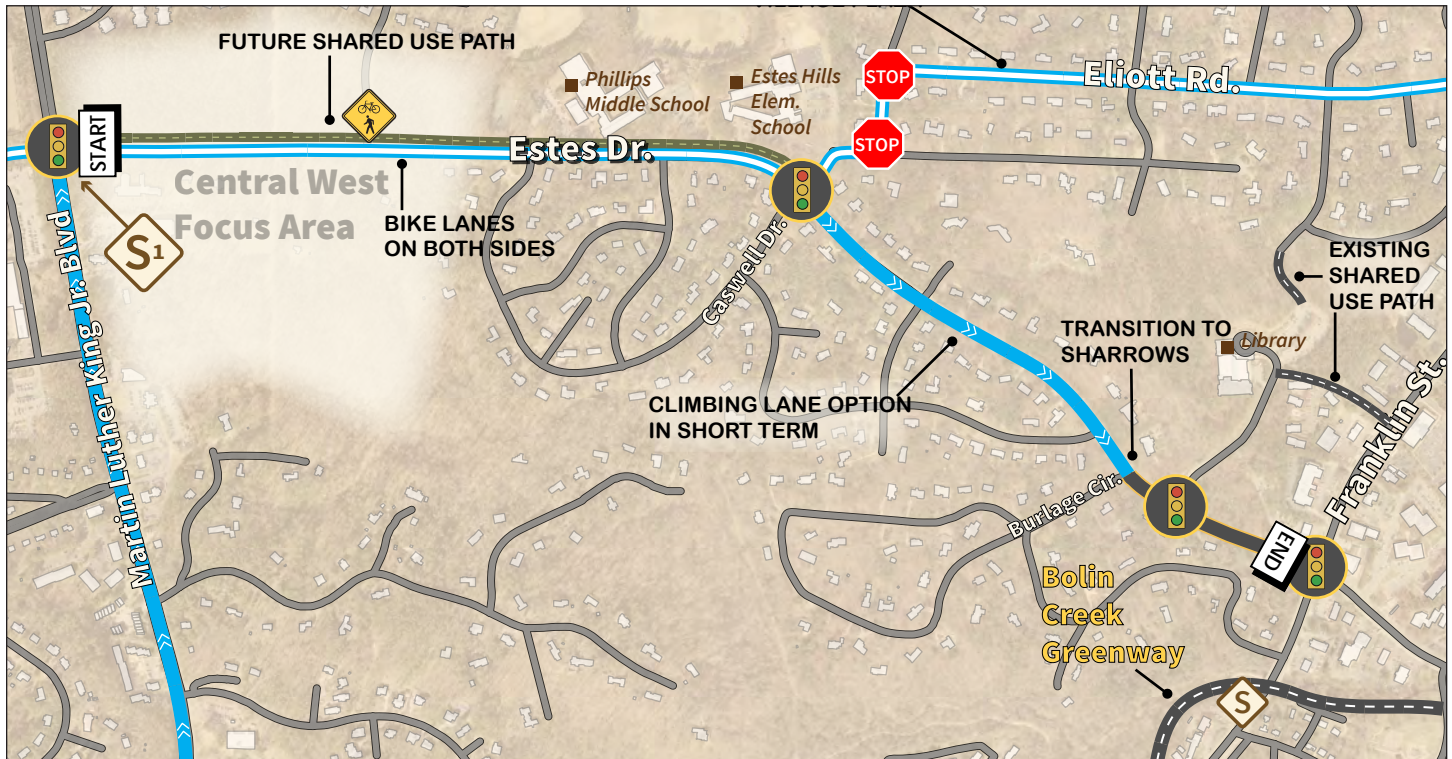 FUTURE SHARED USE PATH
Phillips
Middle School
Estes Hills
Elem.
School
STOP
Eliott Rd.
START
Estes Dr.
STOP
Central West
Focus Area
BIKE LANES
ON BOTH SIDES
S1
Martin Luther King Jr. Blvd
Caswell Dr.
EXISTING
SHARED
USE PATH
TRANSITION TO
SHARROWS
Library
CLIMBING LANE OPTION
IN SHORT TERM
Franklin St.
Burlage Cir.
END
Bolin
Creek
Greenway
S